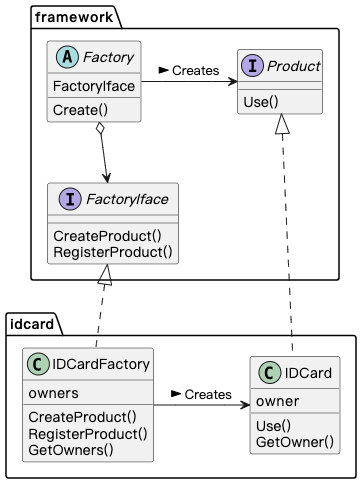 framework
A Factory
FactoryIface
Create()
Creates
I Product
Use()
I FactoryIface
CreateProduct()
RegisterProduct()
idcard
C IDCardFactory
owners
CreateProduct()
RegisterProduct()
GetOwners()
Creates
C IDCard
owner
Use()
GetOwner()